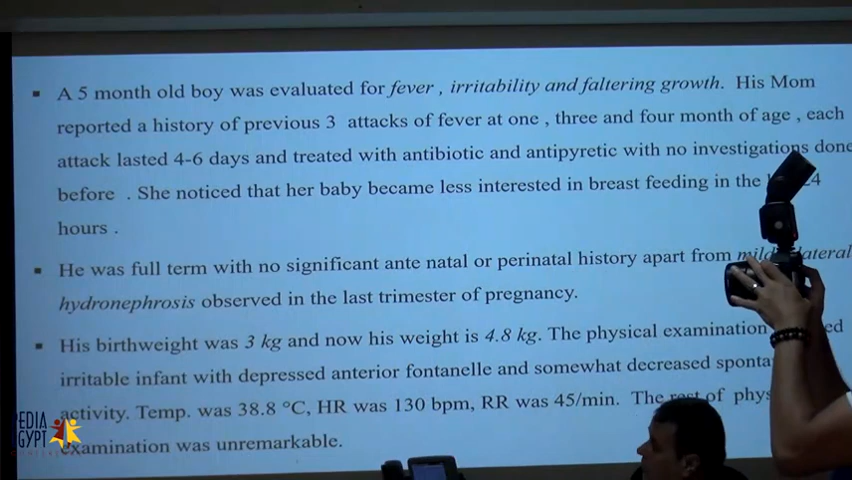 ▪ A 5 month old boy was evaluated for fever , irritability and faltering growth. His Mom
reported a history of previous 3 attacks of fever at one , three and four month of age , each
attack lasted 4-6 days and treated with antibiotic and antipyretic with no investigations done
before . She noticed that her baby became less interested in breast feeding in the 24
hours .
▪ He was full term with no significant ante natal or perinatal history apart from mild
hydronephrosis observed in the last trimester of pregnancy.
▪ His birthweight was 3 kg and now his weight is 4.8 kg. The physical examination
irritable infant with depressed anterior fontanelle and somewhat decreased
activity. Temp. was 38.8 °C, HR was 130 bpm, RR was 45/min. The rest of
examination was unremarkable.
PEDIA
EGYPT